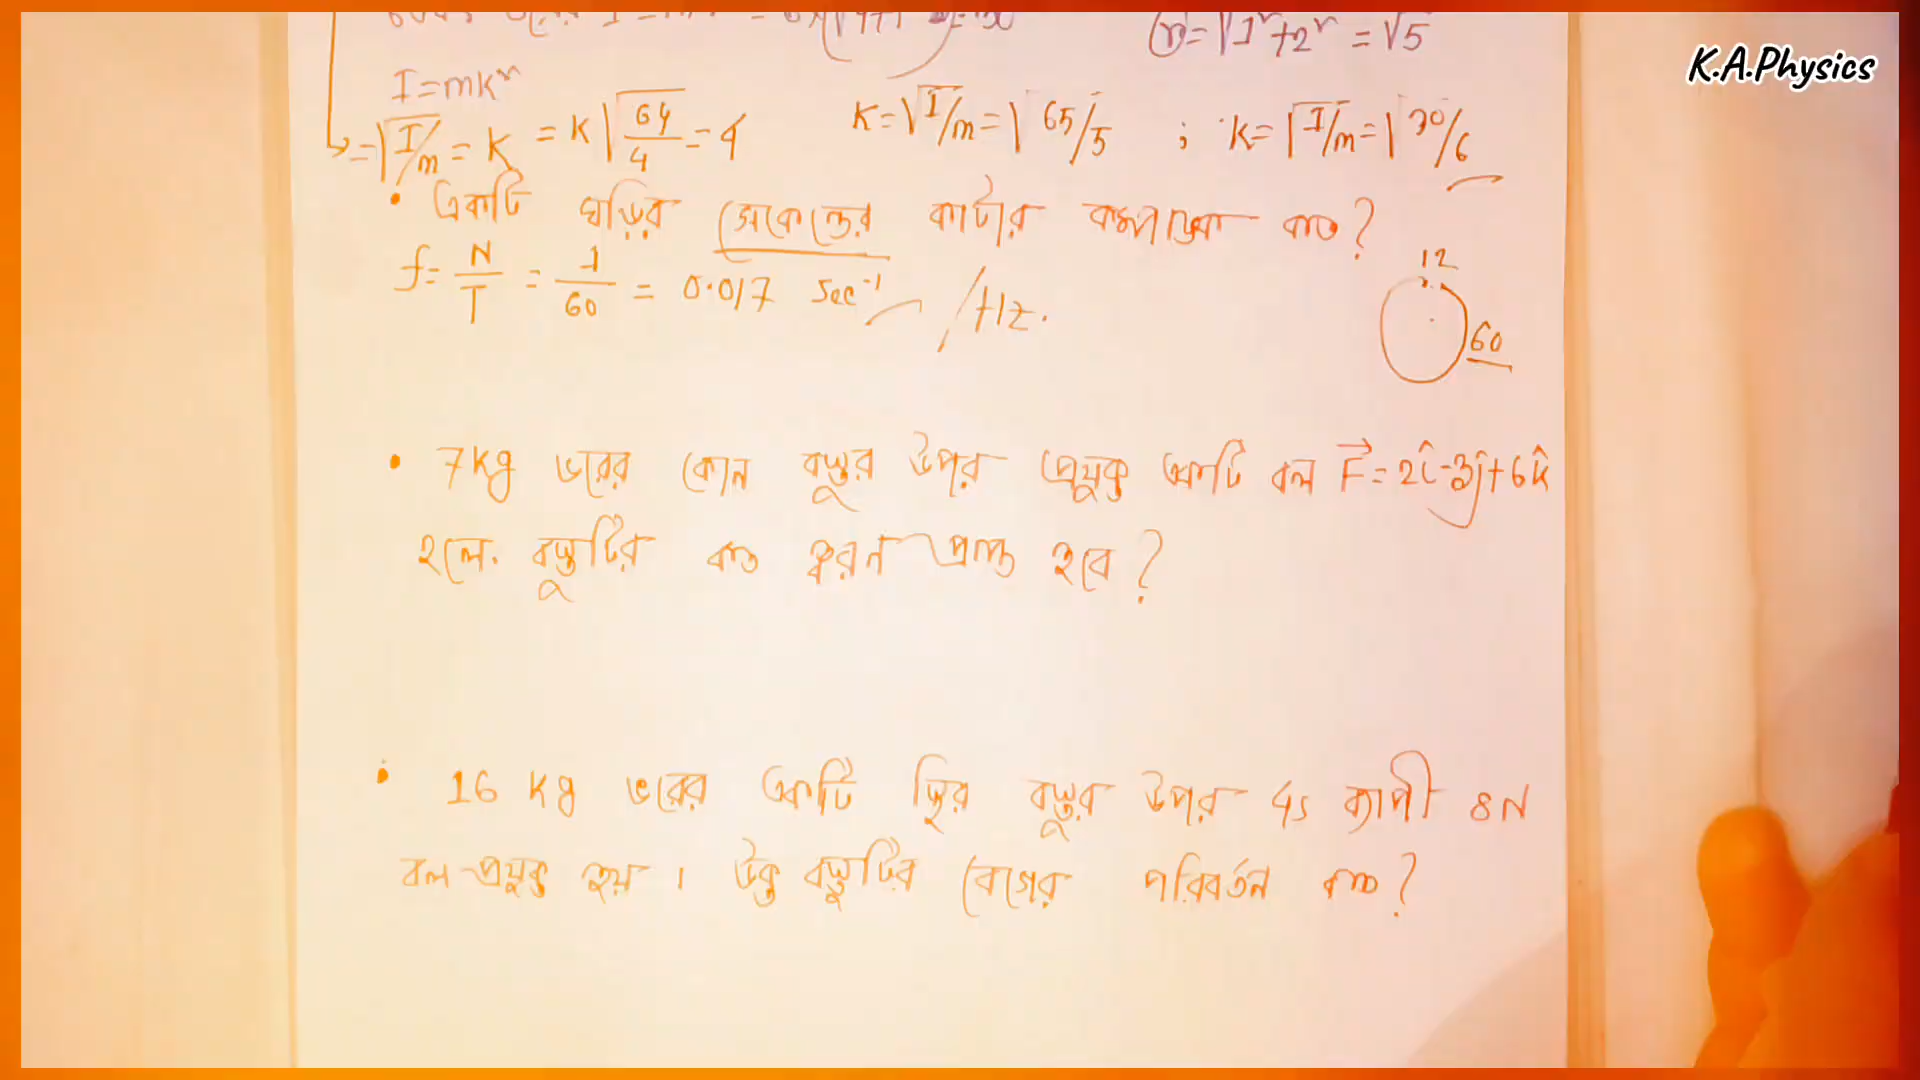 (r)=√1²+2² = √5
K.A.Physics
I=mk²
=√I/m = K = K√64/4 = 4 K=√I/m=√65/5 ; K=√I/m=√30/6
• একটি ঘড়ির সেকেন্ডের কাটার কম্পাঙ্ক কত?
f= N/T = 1/60 = 0.017 Sec⁻¹ /Hz.
12
60
• 7Kg ভরের কোন বস্তুর উপর প্রযুক্ত একটি বল F⃗=2î-3ĵ+6k̂
হলে. বস্তুটির কত ত্বরন প্রাপ্ত হবে?
• 16 Kg ভরের একটি স্থির বস্তুর উপর 4s ব্যাপী 8N
বল প্রযুক্ত হয় । উক্ত বস্তুটির বেগের পরিবর্তন কত?